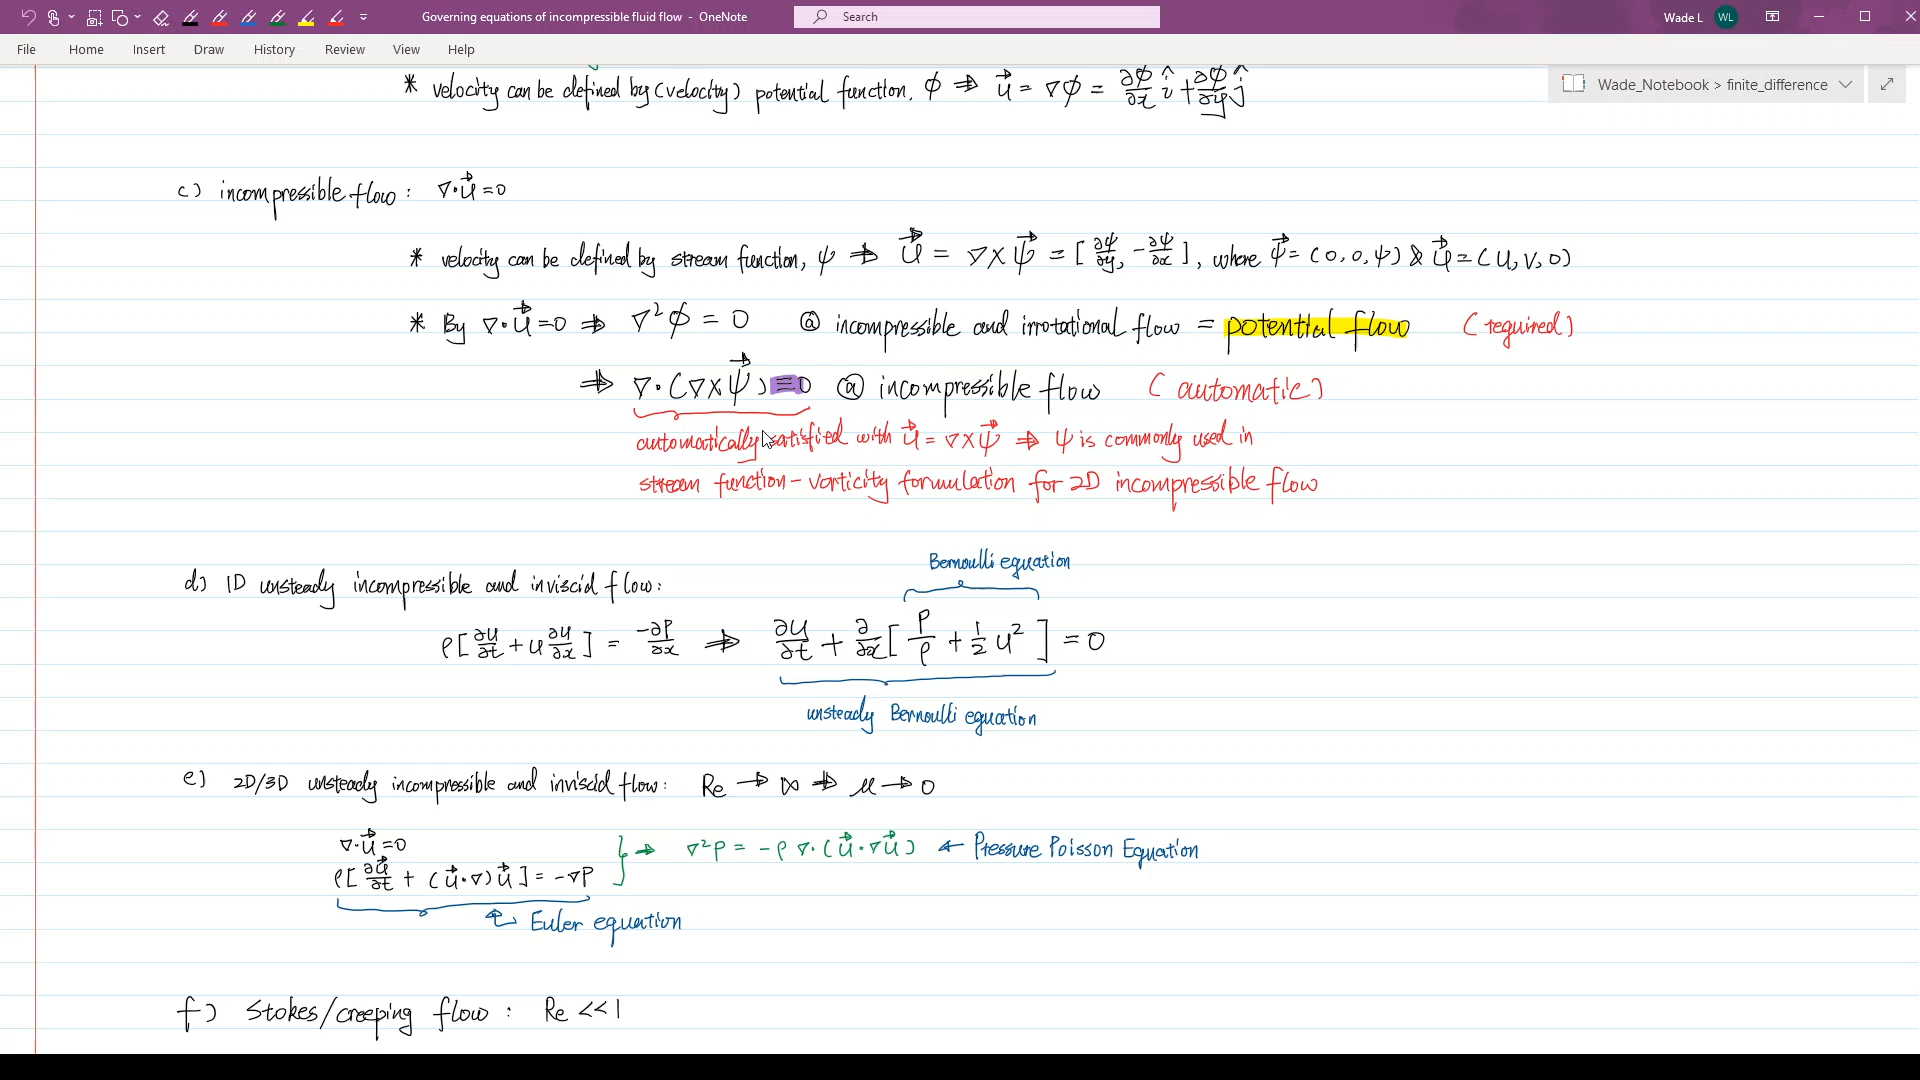 Governing equations of incompressible fluid flow - OneNote
Search
Wade L
WL
File Home Insert Draw History Review View Help
Wade_Notebook > finite_difference
* velocity can be defined by (velocity) potential function, φ ⇒ u⃗ = ∇φ = ∂φ/∂x î + ∂φ/∂y ĵ
c) incompressible flow : ∇·u⃗ = 0
* velocity can be defined by stream function, ψ ⇒ u⃗ = ∇×ψ⃗ = [∂ψ/∂y, -∂ψ/∂x], where ψ⃗ = (0,0,ψ) & u⃗ = (u,v,0)
* By ∇·u⃗ = 0 ⇒ ∇²φ = 0 @ incompressible and irrotational flow = potential flow (required)
⇒ ∇·(∇×ψ⃗) ≡ 0 @ incompressible flow (automatic)
automatically satisfied with u⃗ = ∇×ψ⃗ ⇒ ψ is commonly used in
stream function - vorticity formulation for 2D incompressible flow
Bernoulli equation
d) 1D unsteady incompressible and inviscid flow :
ρ[∂u/∂t + u ∂u/∂x] = -∂P/∂x ⇒ ∂u/∂t + ∂/∂x[P/ρ + 1/2 u²] = 0
unsteady Bernoulli equation
e) 2D/3D unsteady incompressible and inviscid flow : Re → ∞ ⇒ μ → 0
∇·u⃗ = 0
ρ[∂u⃗/∂t + (u⃗·∇)u⃗] = -∇P
} ⇒ ∇²P = -ρ∇·(u⃗·∇u⃗) ← Pressure Poisson Equation
Euler equation
f) Stokes/creeping flow : Re << 1